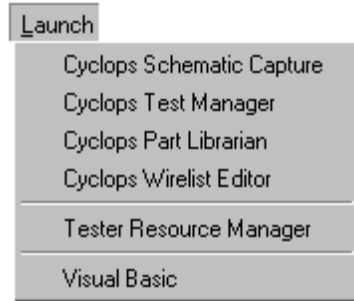 Launch
Cyclops Schematic Capture
Cyclops Test Manager
Cyclops Part Librarian
Cyclops Wirelist Editor
Tester Resource Manager
Visual Basic